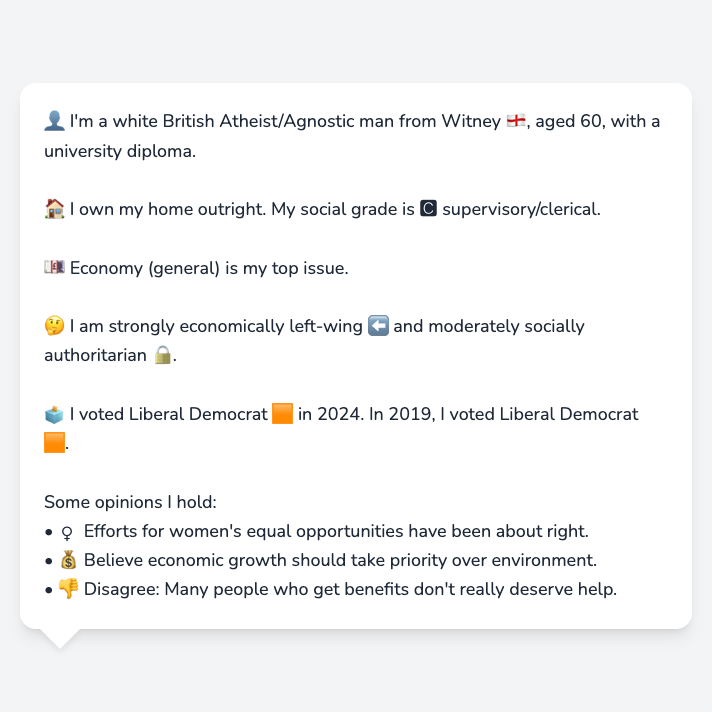 👤 I'm a white British Atheist/Agnostic man from Witney 🏴󠁧󠁢󠁥󠁮󠁧󠁿, aged 60, with a
university diploma.
🏠 I own my home outright. My social grade is 🅲 supervisory/clerical.
💷 Economy (general) is my top issue.
🤔 I am strongly economically left-wing ⬅️ and moderately socially
authoritarian 🔒.
🗳️ I voted Liberal Democrat 🟧 in 2024. In 2019, I voted Liberal Democrat
🟧.
Some opinions I hold:
• ♀ Efforts for women's equal opportunities have been about right.
• 💰 Believe economic growth should take priority over environment.
• 👎 Disagree: Many people who get benefits don't really deserve help.